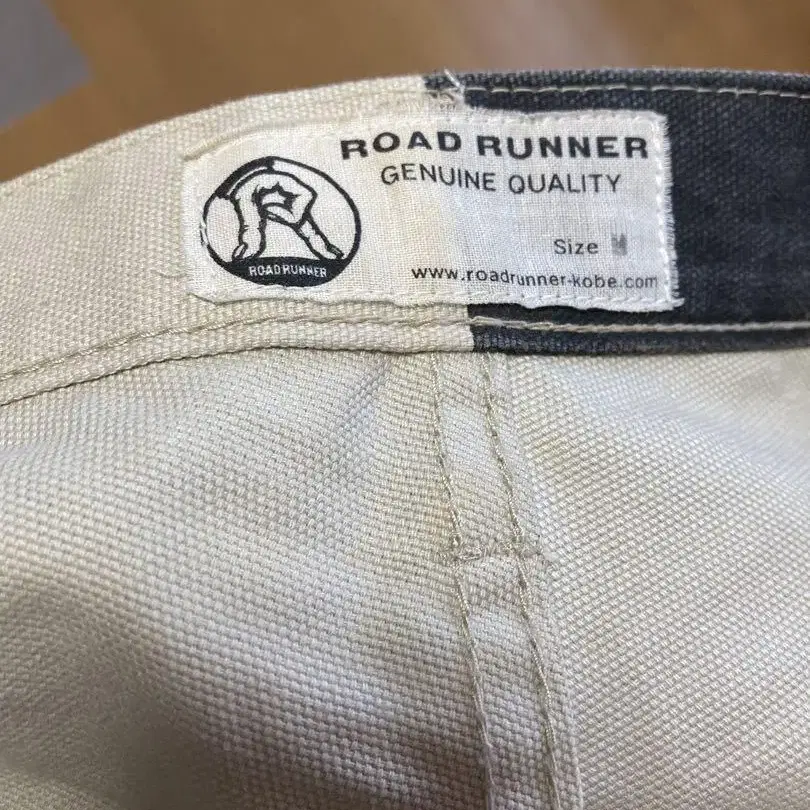 ROAD RUNNER
GENUINE QUALITY
Size M
www.roadrunner-kobe.com
ROADRUNNER